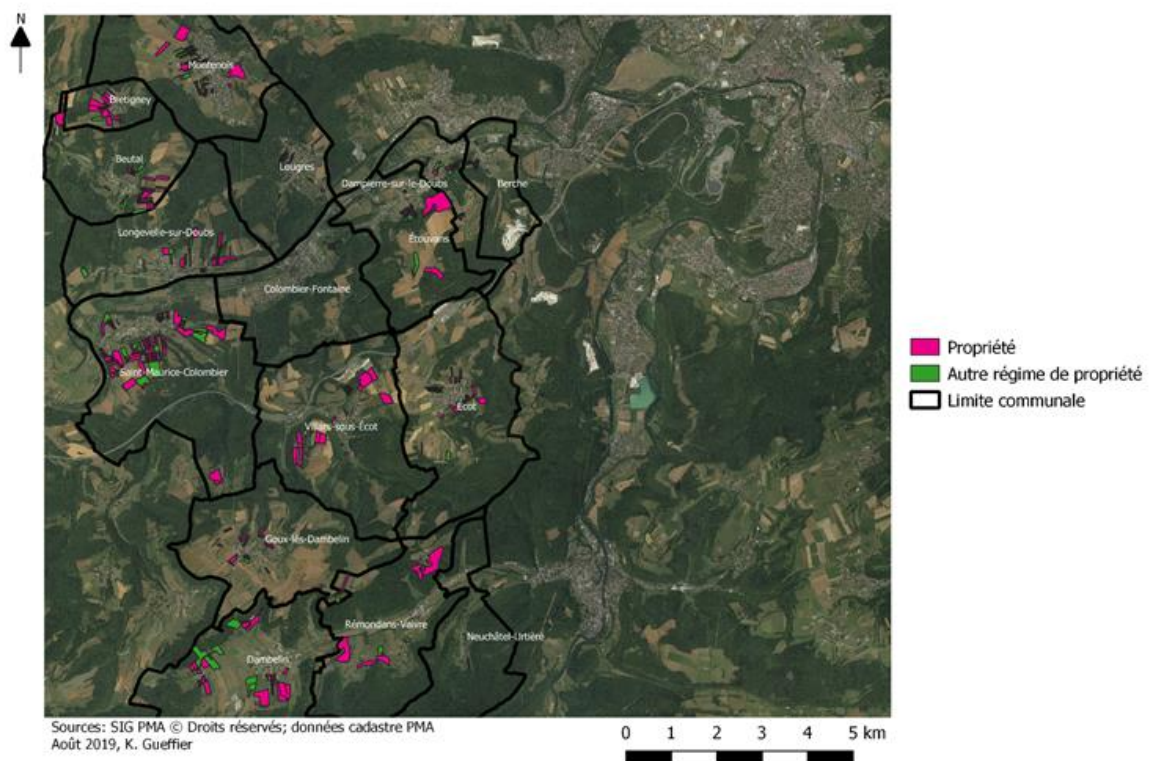 N
Montenois
Bretigney
Beutal
Lougres
Dampierre-sur-le-Doubs
Berche
Longevelle-sur-Doubs
Étouvans
Colombier-Fontaine
Propriété
Autre régime de propriété
Limite communale
Saint-Maurice-Colombier
Écot
Villars-sous-Écot
Goux-lès-Dambelin
Rémondans-Vaivre
Neuchâtel-Urtière
Dambelin
Sources: SIG PMA © Droits réservés; données cadastre PMA
Août 2019, K. Gueffier
0 1 2 3 4 5 km